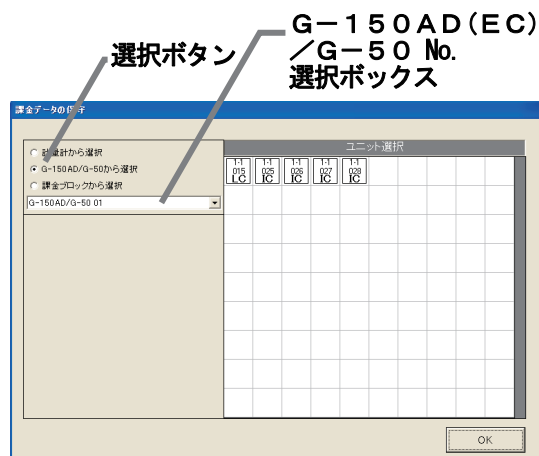 G－150AD(EC)
選択ボタン
／G－50 No.
選択ボックス
課金データの保守
計量計から選択
G-150AD/G-50から選択
課金ブロックから選択
G-150AD/G-50 01
ユニット選択
1-1 1-1 1-1 1-1 1-1
015 025 026 027 028
LC IC IC IC IC
OK